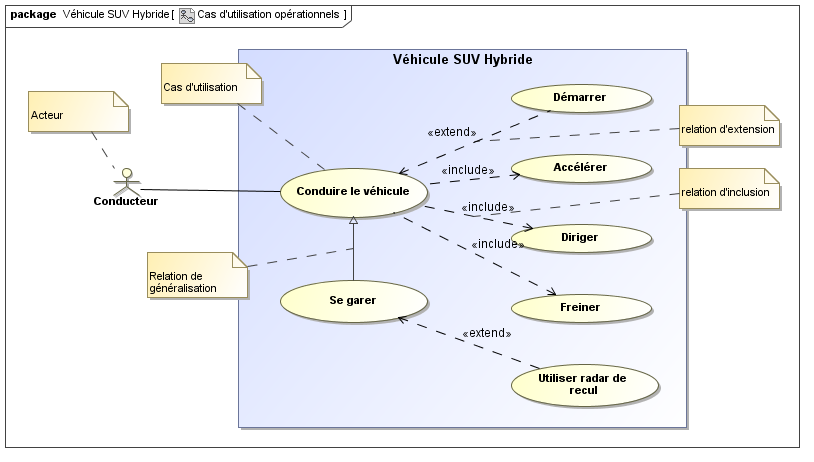 package Véhicule SUV Hybride [ Cas d'utilisation opérationnels ]
Véhicule SUV Hybride
Cas d'utilisation
Démarrer
Acteur
«extend»
relation d'extension
Conducteur
Conduire le véhicule
«include»
Accélérer
relation d'inclusion
«include»
Diriger
«include»
Relation de
généralisation
Se garer
Freiner
«extend»
Utiliser radar de
recul